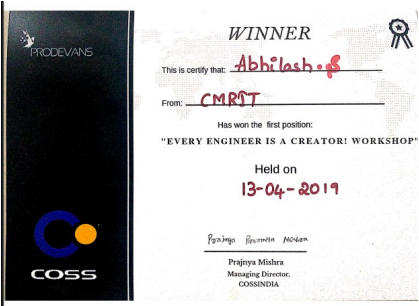 PRODEVANS
WINNER
This is certify that: Abhilash.S
From: CMRIT
Has won the first position:
"EVERY ENGINEER IS A CREATOR! WORKSHOP"
Held on
13-04-2019
Prajnya Mishra
Managing Director.
COSSINDIA
COSS